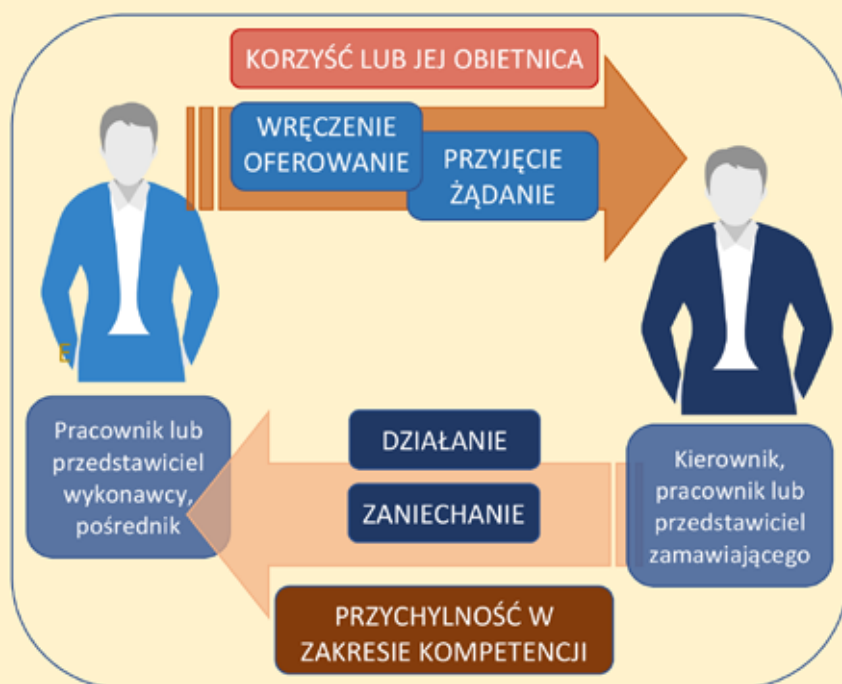 KORZYŚĆ LUB JEJ OBIETNICA
WRĘCZENIE
OFEROWANIE
PRZYJĘCIE
ŻĄDANIE
E
Pracownik lub
przedstawiciel
wykonawcy,
pośrednik
DZIAŁANIE
ZANIECHANIE
Kierownik,
pracownik lub
przedstawiciel
zamawiającego
PRZYCHYLNOŚĆ W
ZAKRESIE KOMPETENCJI